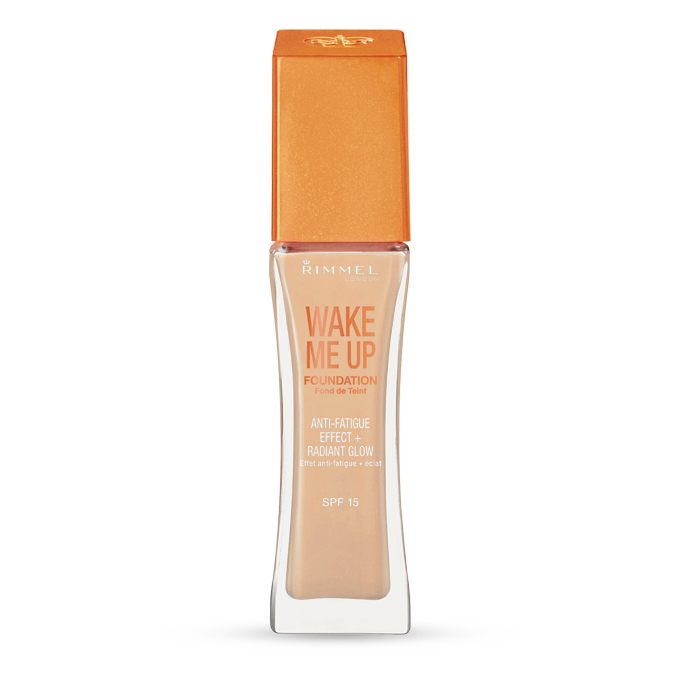 RIMMEL
LONDON
WAKE
ME UP
FOUNDATION
Fond de Teint
ANTI-FATIGUE
EFFECT +
RADIANT GLOW
Effet anti-fatigue + éclat
SPF 15